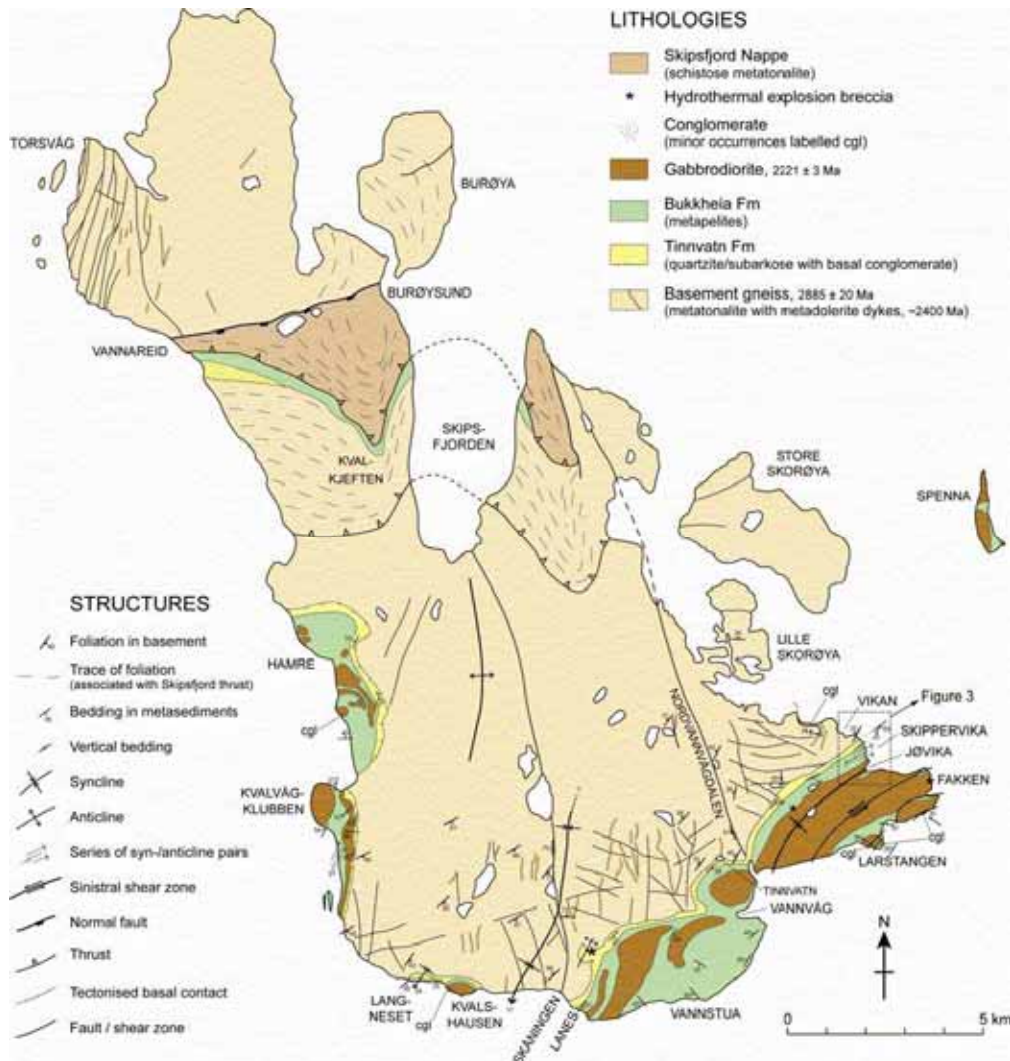 LITHOLOGIES
Skipsfjord Nappe
(schistose metatonalite)
Hydrothermal explosion breccia
Conglomerate
(minor occurrences labelled cgl)
Gabbrodiorite, 2221 ± 3 Ma
Bukkheia Fm
(metapelites)
Tinnvatn Fm
(quartzite/subarkose with basal conglomerate)
Basement gneiss, 2885 ± 20 Ma
(metatonalite with metadolerite dykes, ~2400 Ma)
TORSVÅG
BURØYA
BURØYSUND
VANNAREID
SKIPS-
FJORDEN
KVAL-
KJEFTEN
STORE
SKORØYA
SPENNA
LILLE
SKORØYA
HAMRE
cgl
KVALVÅG-
KLUBBEN
NORDVANNVÅGDALEN
cgl
VIKAN
Figure 3
SKIPPERVIKA
JØVIKA
FAKKEN
cgl
cgl
LARSTANGEN
TINNVATN
VANNVÅG
LANG-
NESET
cgl
KVALS-
HAUSEN
SKÅNINGEN
LANES
VANNSTUA
STRUCTURES
Foliation in basement
Trace of foliation
(associated with Skipsfjord thrust)
Bedding in metasediments
Vertical bedding
Syncline
Anticline
Series of syn-/anticline pairs
Sinistral shear zone
Normal fault
Thrust
Tectonised basal contact
Fault / shear zone
N
0 5 km